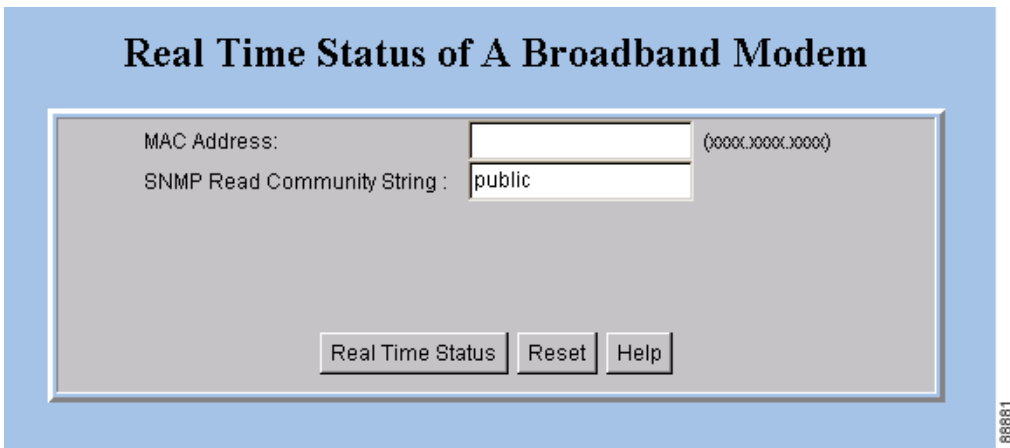 Real Time Status of A Broadband Modem
MAC Address: (xxxx.xxxx.xxxx)
SNMP Read Community String : public
Real Time Status Reset Help
88881